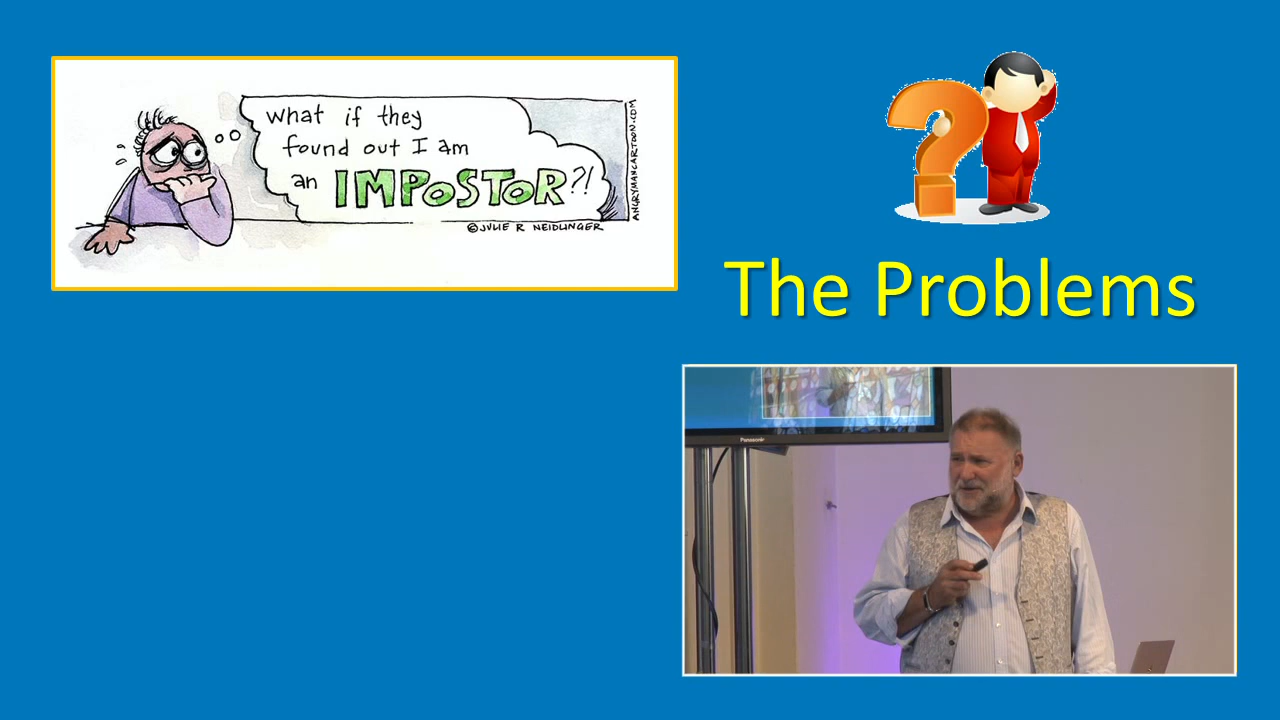 what if they
found out I am
an IMPOSTOR?!
ANGRYMANCARTOON.COM
©JULIE R NEIDLINGER
The Problems
Panasonic